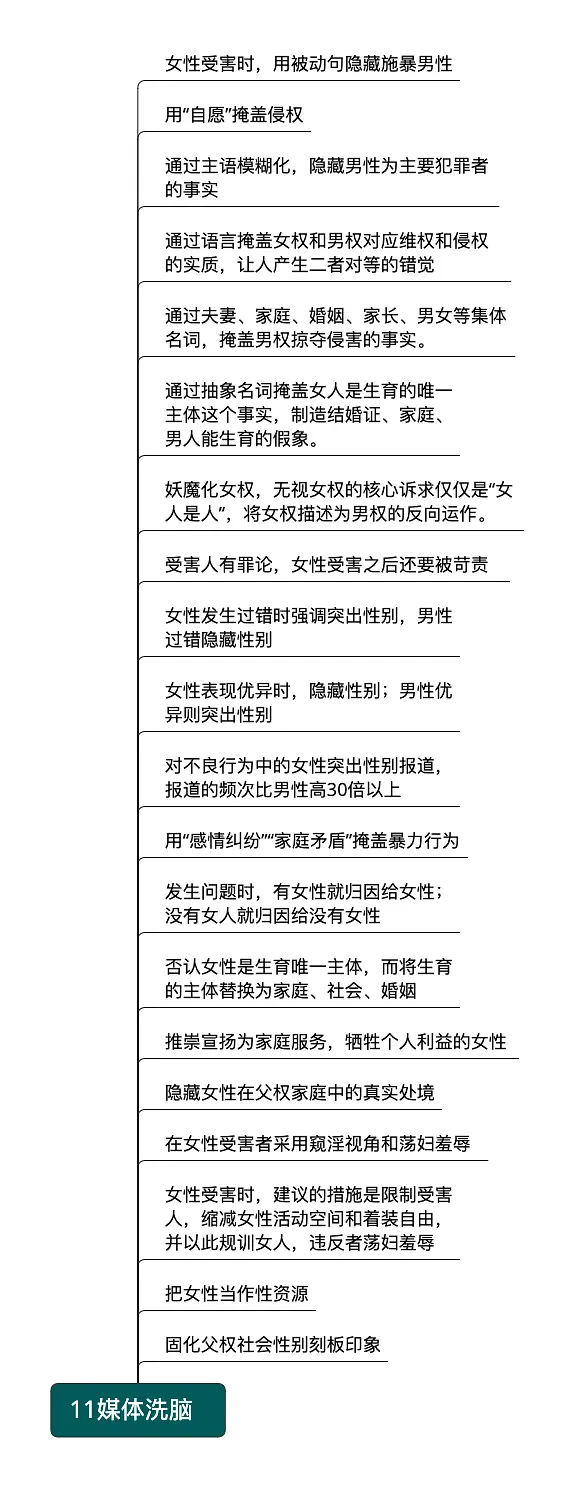 女性受害时，用被动句隐藏施暴男性
用“自愿”掩盖侵权
通过主语模糊化，隐藏男性为主要犯罪者
的事实
通过语言掩盖女权和男权对应维权和侵权
的实质，让人产生二者对等的错觉
通过夫妻、家庭、婚姻、家长、男女等集体
名词，掩盖男权掠夺侵害的事实。
通过抽象名词掩盖女人是生育的唯一
主体这个事实，制造结婚证、家庭、
男人能生育的假象。
妖魔化女权，无视女权的核心诉求仅仅是“女
人是人”，将女权描述为男权的反向运作。
受害人有罪论，女性受害之后还要被苛责
女性发生过错时强调突出性别，男性
过错隐藏性别
女性表现优异时，隐藏性别；男性优
异则突出性别
对不良行为中的女性突出性别报道，
报道的频次比男性高30倍以上
用“感情纠纷”“家庭矛盾”掩盖暴力行为
发生问题时，有女性就归因给女性；
没有女人就归因给没有女性
否认女性是生育唯一主体，而将生育
的主体替换为家庭、社会、婚姻
推崇宣扬为家庭服务，牺牲个人利益的女性
隐藏女性在父权家庭中的真实处境
在女性受害者采用窥淫视角和荡妇羞辱
女性受害时，建议的措施是限制受害
人，缩减女性活动空间和着装自由，
并以此规训女人，违反者荡妇羞辱
把女性当作性资源
固化父权社会性别刻板印象
11媒体洗脑